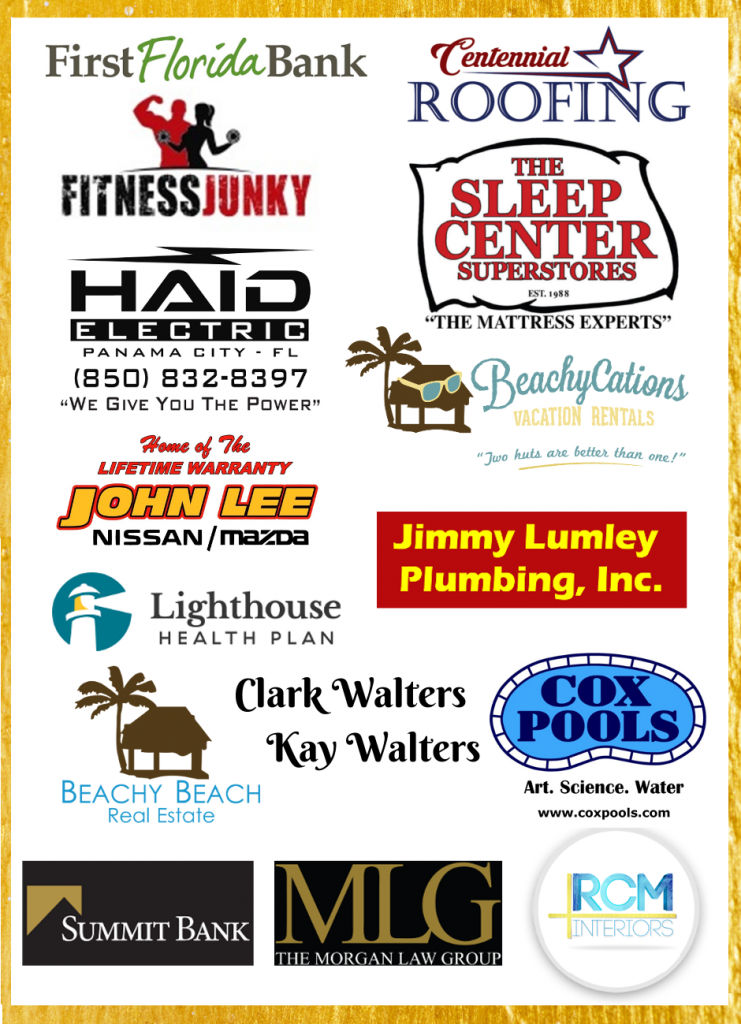 First Florida Bank
Centennial
ROOFING
FITNESSJUNKY
THE
SLEEP
CENTER
SUPERSTORES
EST. 1988
"THE MATTRESS EXPERTS"
HAID
ELECTRIC
PANAMA CITY - FL
(850) 832-8397
"WE GIVE YOU THE POWER"
BeachyCations
VACATION RENTALS
"Two huts are better than one!"
Home of The
LIFETIME WARRANTY
JOHN LEE
NISSAN/mazda
Jimmy Lumley
Plumbing, Inc.
Lighthouse
HEALTH PLAN
BEACHY BEACH
Real Estate
Clark Walters
Kay Walters
COX
POOLS
Art. Science. Water
www.coxpools.com
SUMMIT BANK
MLG
THE MORGAN LAW GROUP
RCM
INTERIORS